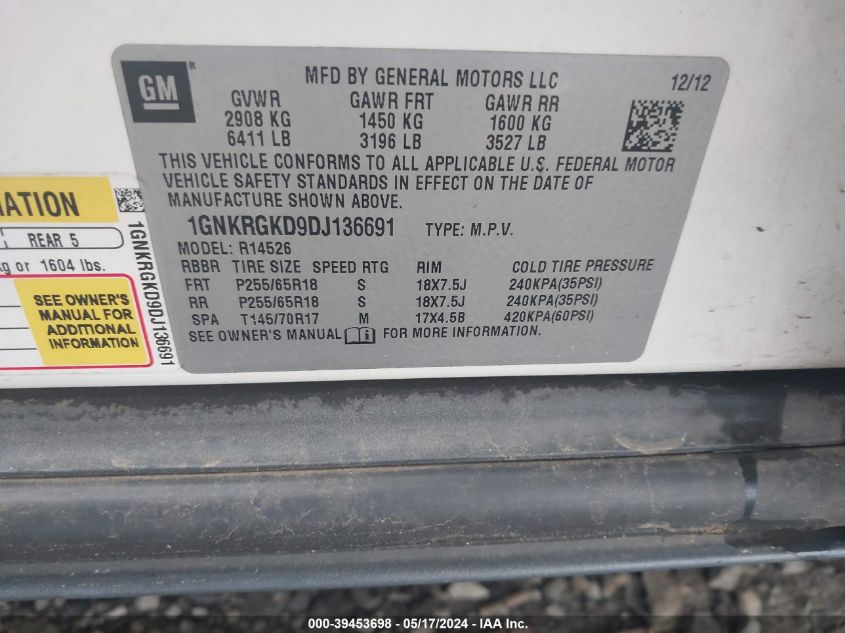 GM ®
MFD BY GENERAL MOTORS LLC 12/12
GVWR GAWR FRT GAWR RR
2908 KG 1450 KG 1600 KG
6411 LB 3196 LB 3527 LB
THIS VEHICLE CONFORMS TO ALL APPLICABLE U.S. FEDERAL MOTOR
VEHICLE SAFETY STANDARDS IN EFFECT ON THE DATE OF
MANUFACTURE SHOWN ABOVE.
1GNKRGKD9DJ136691 TYPE: M.P.V.
MODEL: R14526
RBBR TIRE SIZE SPEED RTG RIM COLD TIRE PRESSURE
FRT P255/65R18 S 18X7.5J 240KPA(35PSI)
RR P255/65R18 S 18X7.5J 240KPA(35PSI)
SPA T145/70R17 M 17X4.5B 420KPA(60PSI)
SEE OWNER'S MANUAL FOR MORE INFORMATION.
MATION
REAR 5
kg or 1604 lbs.
SEE OWNER'S
MANUAL FOR
ADDITIONAL
INFORMATION
1GNKRGKD9DJ136691
000-39453698 - 05/17/2024 - WWW.IAAI.COM